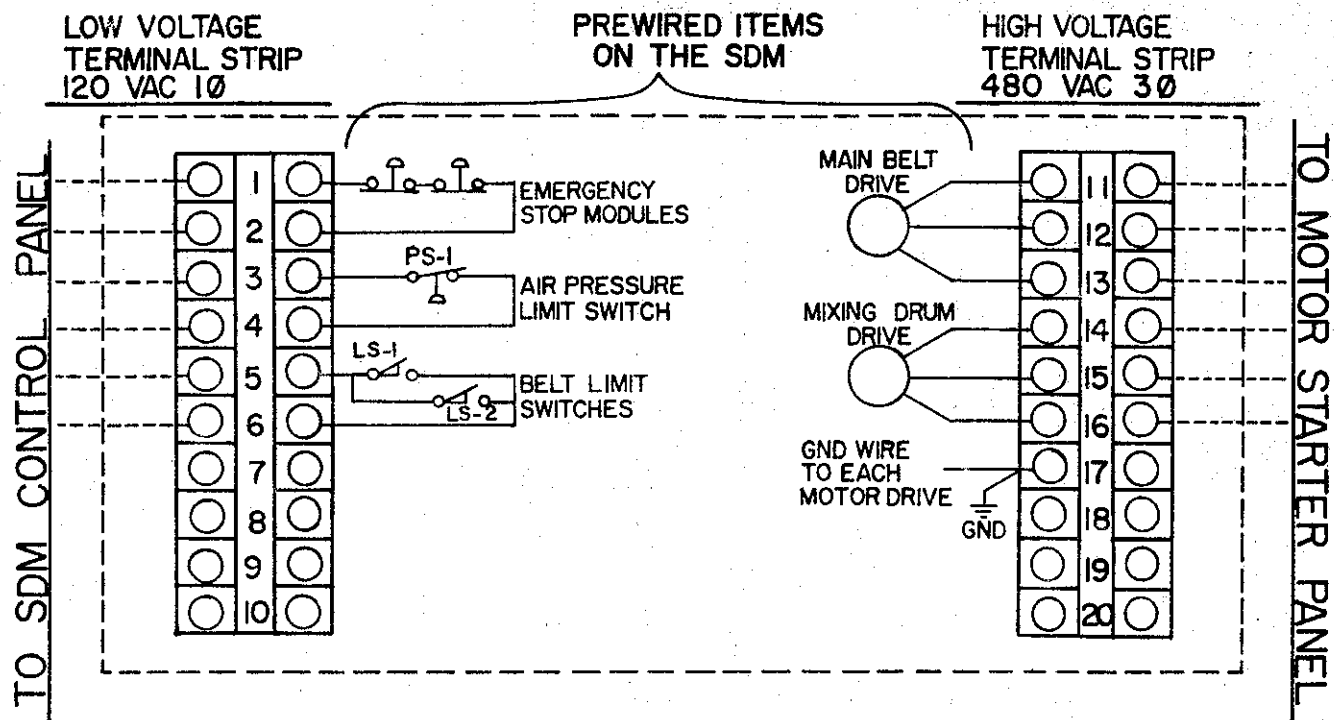 LOW VOLTAGE
TERMINAL STRIP
120 VAC 1Ø
PREWIRED ITEMS
ON THE SDM
HIGH VOLTAGE
TERMINAL STRIP
480 VAC 3Ø
TO SDM CONTROL PANEL
1
2
3
4
5
6
7
8
9
10
EMERGENCY
STOP MODULES
PS-1
AIR PRESSURE
LIMIT SWITCH
LS-1
LS-2
BELT LIMIT
SWITCHES
MAIN BELT
DRIVE
MIXING DRUM
DRIVE
GND WIRE
TO EACH
MOTOR DRIVE
GND
11
12
13
14
15
16
17
18
19
20
TO MOTOR STARTER PANEL